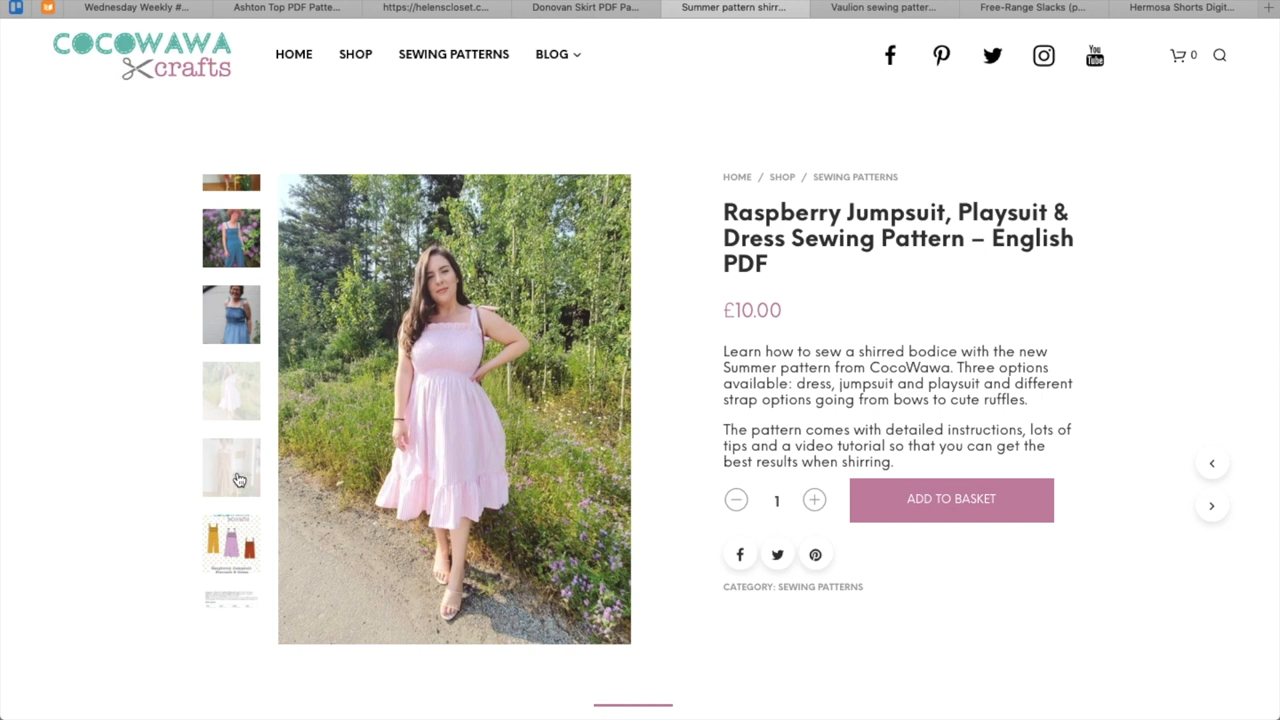 Wednesday Weekly #...
Ashton Top PDF Patte...
https://helenscloset.c...
Donovan Skirt PDF Pa...
Summer pattern shirr...
Vaulion sewing patter...
Free-Range Slacks (p...
Hermosa Shorts Digit...
COCOWAWA
crafts
HOME
SHOP
SEWING PATTERNS
BLOG
You
Tube
0
HOME / SHOP / SEWING PATTERNS
Raspberry Jumpsuit, Playsuit &
Dress Sewing Pattern – English
PDF
£10.00
Learn how to sew a shirred bodice with the new
Summer pattern from CocoWawa. Three options
available: dress, jumpsuit and playsuit and different
strap options going from bows to cute ruffles.
The pattern comes with detailed instructions, lots of
tips and a video tutorial so that you can get the
best results when shirring.
1
ADD TO BASKET
CATEGORY: SEWING PATTERNS